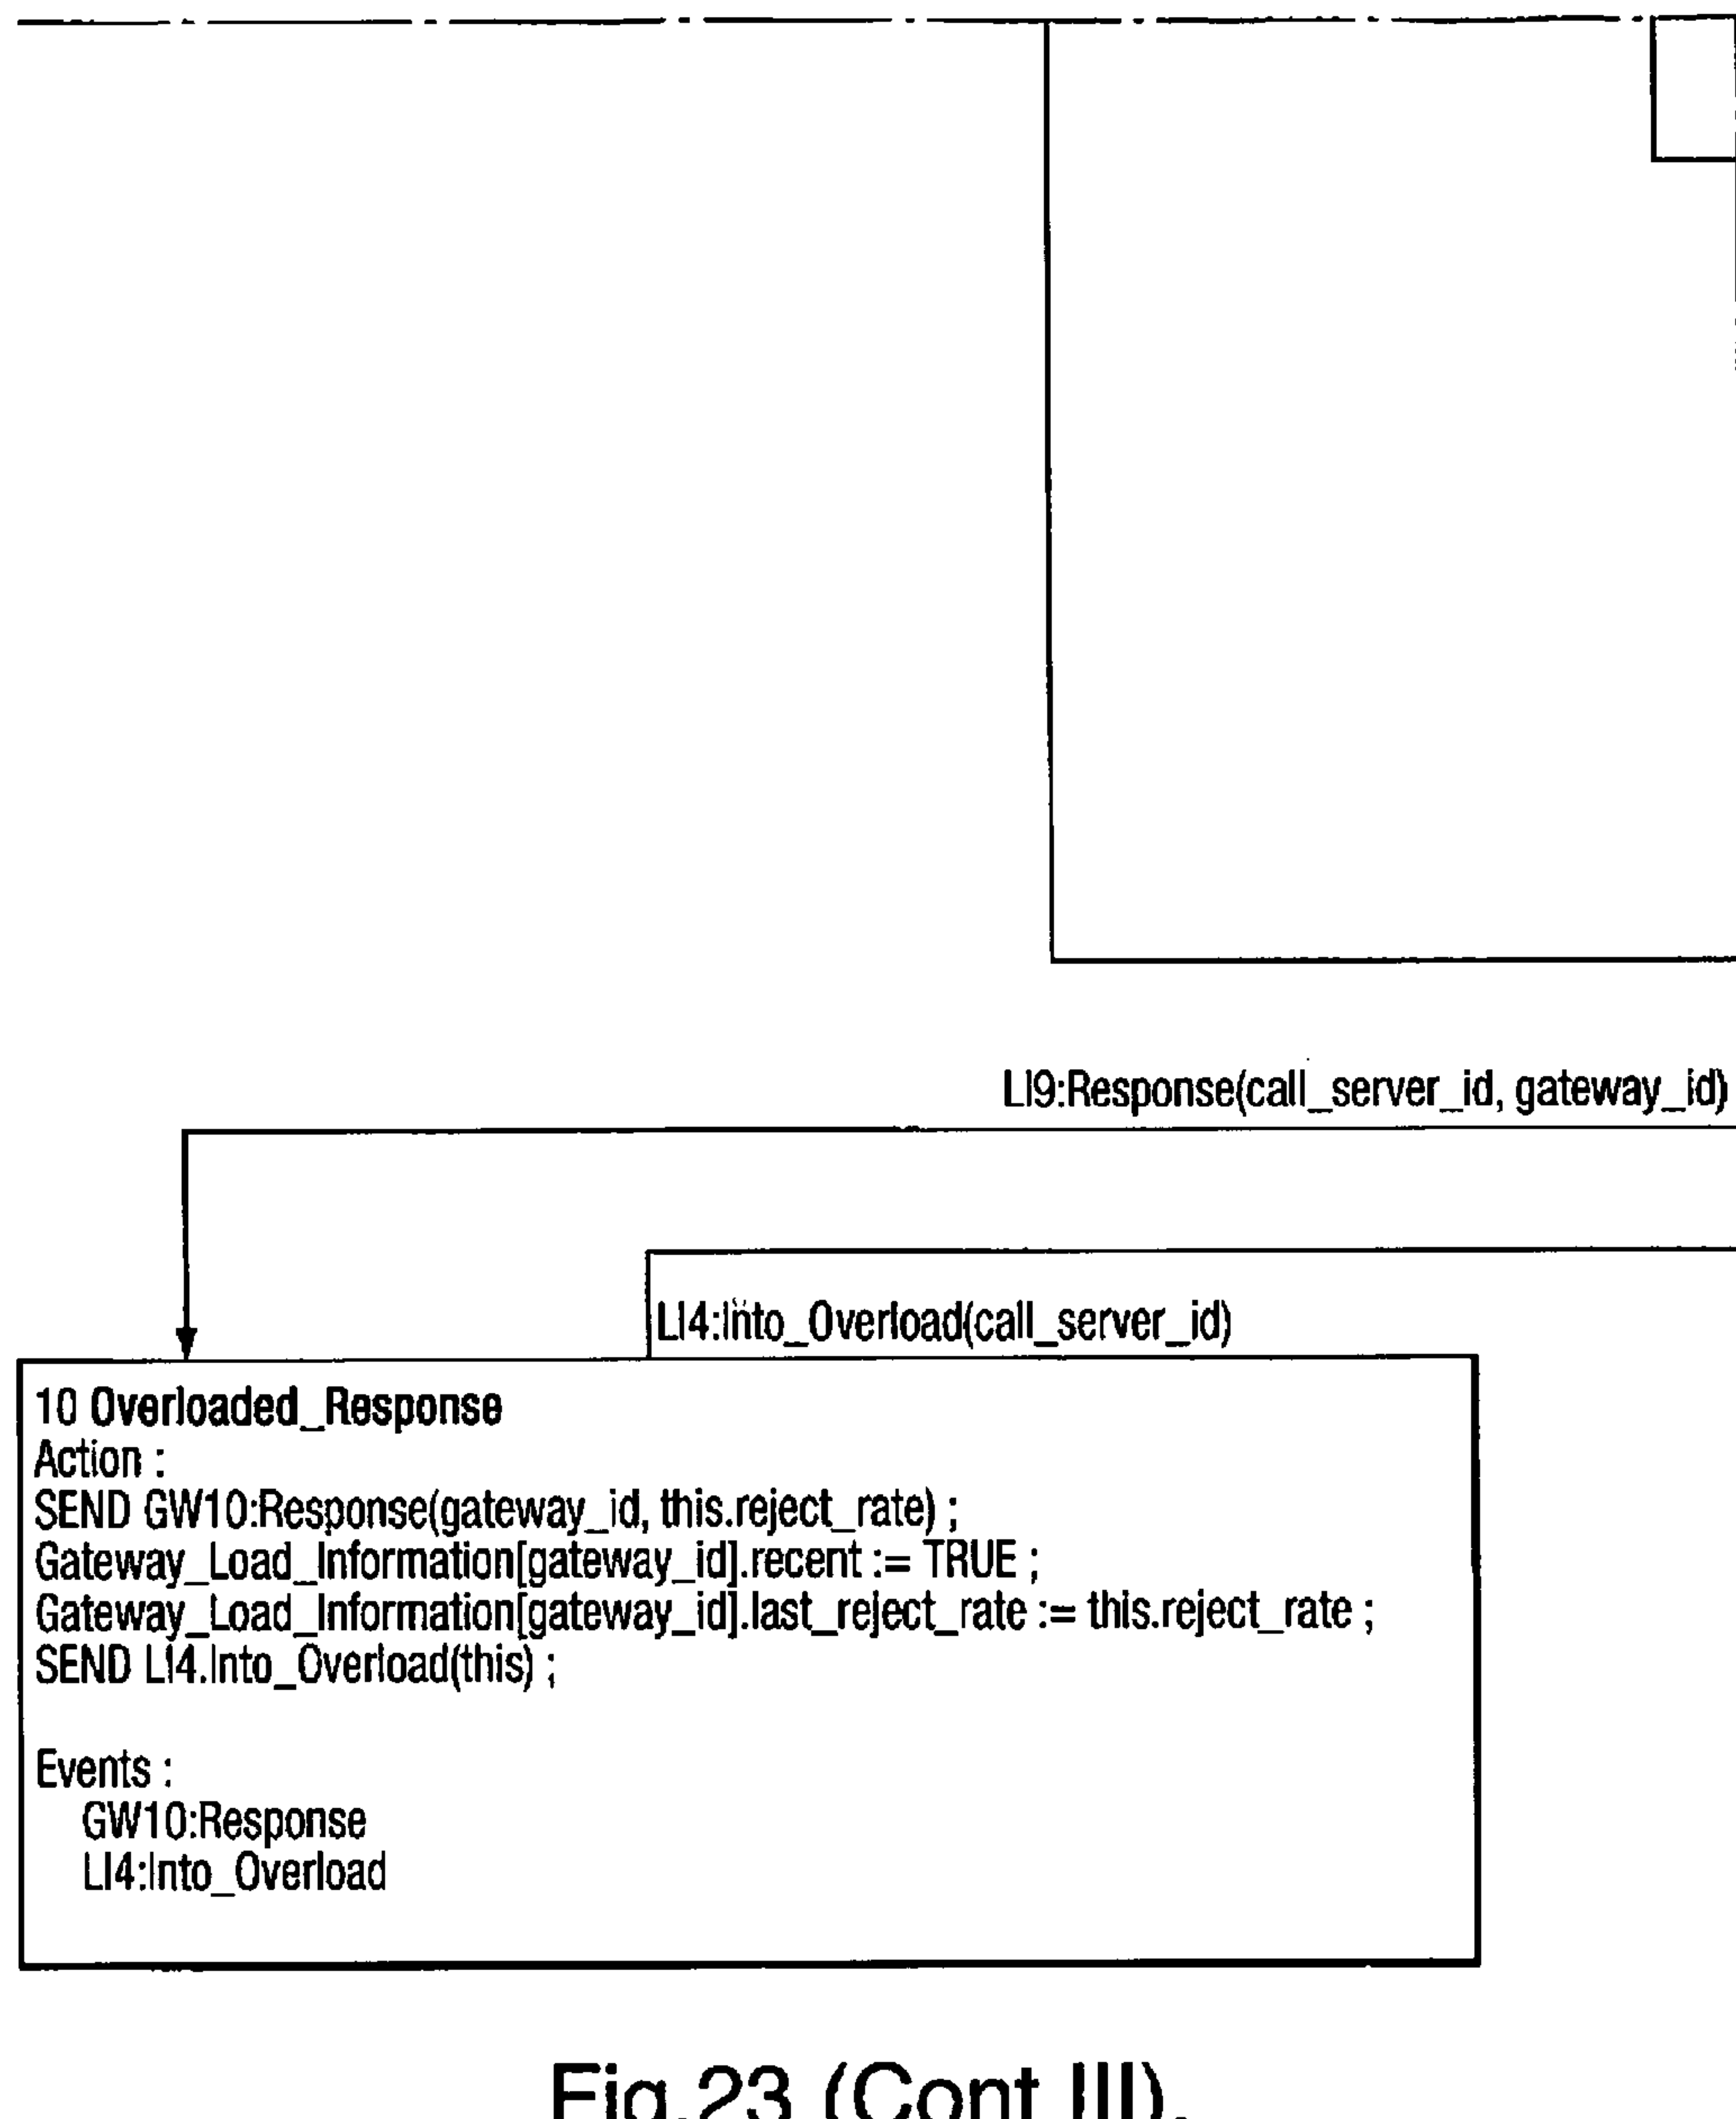 LI9:Response(call_server_id, gateway_id)
LI4:Into_Overload(call_server_id)
10 Overloaded_Response
Action :
SEND GW10:Response(gateway_id, this.reject_rate) ;
Gateway_Load_Information[gateway_id].recent := TRUE ;
Gateway_Load_Information[gateway_id].last_reject_rate := this.reject_rate ;
SEND LI4.Into_Overload(this) ;
Events :
GW10:Response
LI4:Into_Overload
Fig.23 (Cont III).